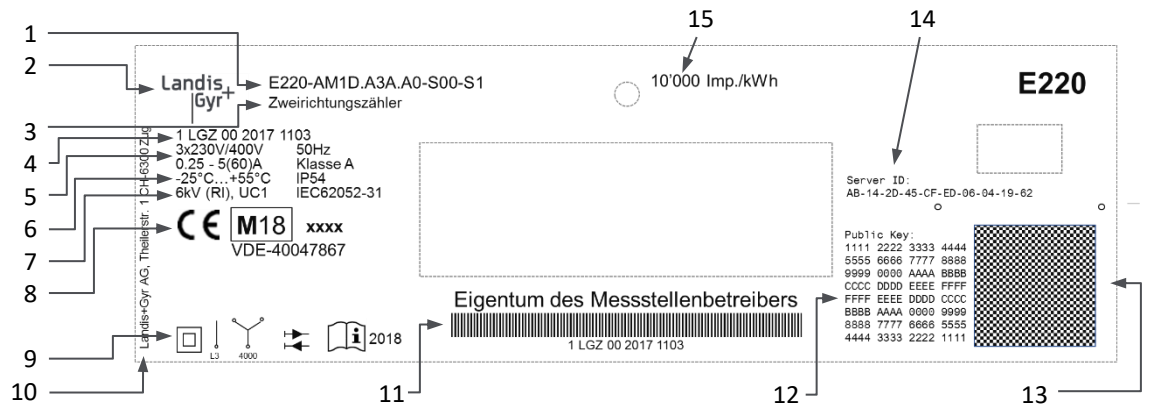 15
14
1
2
Landis
Gyr+
E220-AM1D.A3A.A0-S00-S1
10'000 Imp./kWh
E220
Zweirichtungszähler
3
1 LGZ 00 2017 1103
4
3x230V/400V 50Hz
5
0.25 - 5(60)A Klasse A
6
-25°C...+55°C IP54
7
6kV (RI), UC1 IEC62052-31
8
CE M18 xxxx
VDE-40047867
Landis+Gyr AG, Theilerstr. 1 CH-6300 Zug
Server ID:
AB-14-2D-45-CF-ED-06-04-19-62
Public Key:
1111 2222 3333 4444
5555 6666 7777 8888
9999 0000 AAAA BBBB
CCCC DDDD EEEE FFFF
FFFF EEEE DDDD CCCC
BBBB AAAA 0000 9999
8888 7777 6666 5555
4444 3333 2222 1111
Eigentum des Messstellenbetreibers
1 LGZ 00 2017 1103
9
L3
4000
i
2018
10
11
12
13